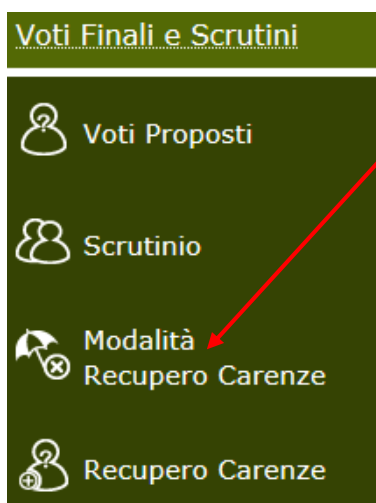 Voti Finali e Scrutini
Voti Proposti
Scrutinio
Modalità
Recupero Carenze
Recupero Carenze